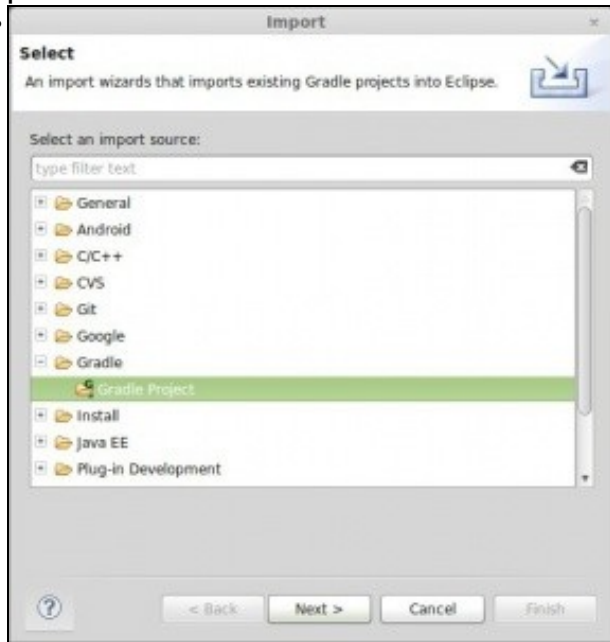 Import
Select
An import wizards that imports existing Gradle projects into Eclipse.
Select an import source:
type filter text
General
Android
C/C++
CVS
Git
Google
Gradle
Gradle Project
Install
Java EE
Plug-in Development
? < Back Next > Cancel Finish